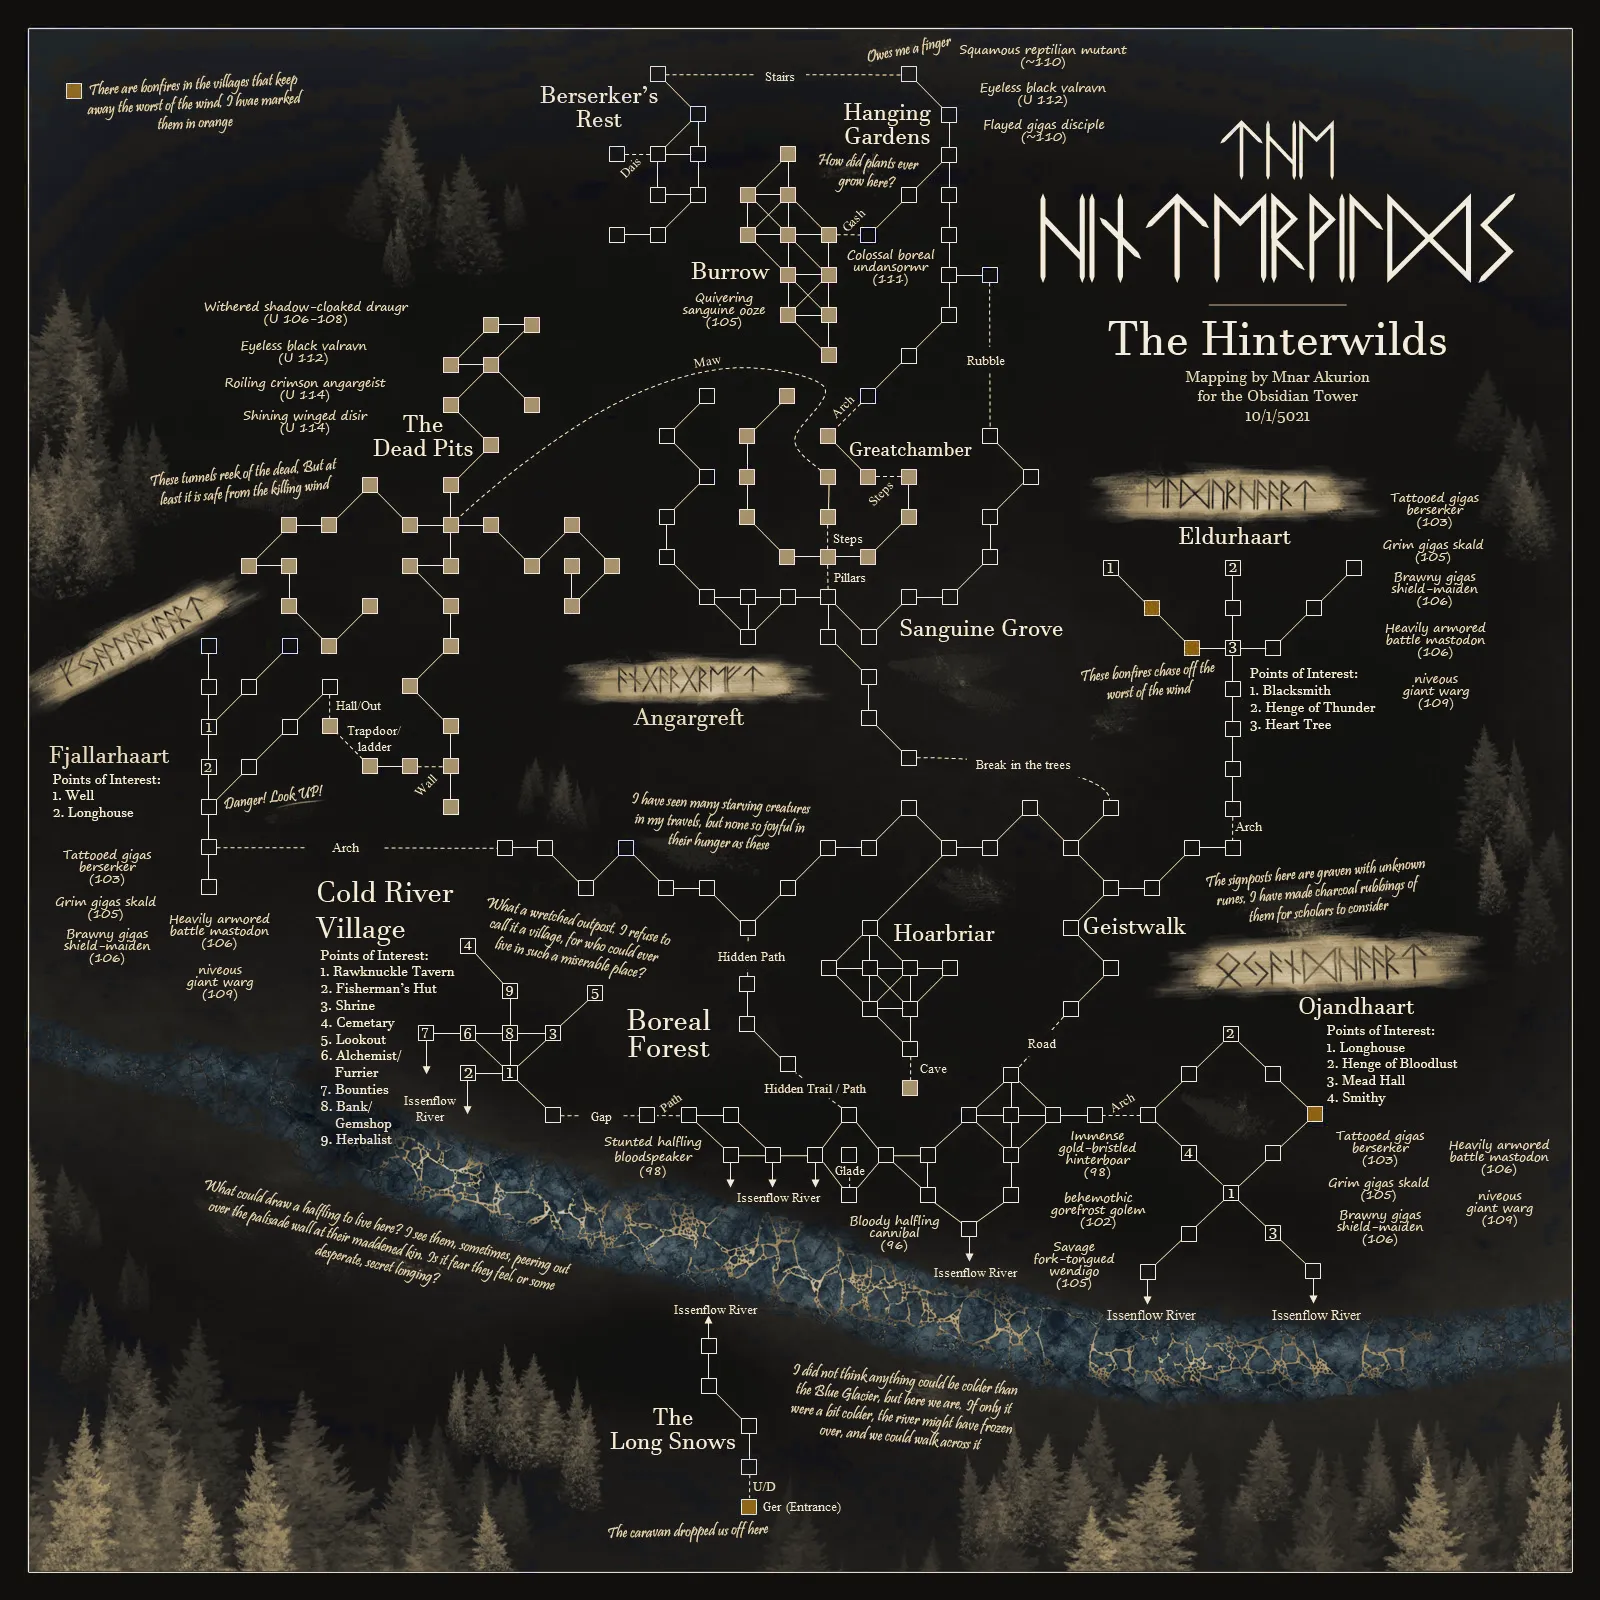 There are bonfires in the villages that keep
away the worst of the wind. I hvae marked
them in orange
Berserker's
Rest
Stairs
Dais
Owes me a finger
Squamous reptilian mutant
(~110)
Eyeless black valravn
(U 112)
Flayed gigas disciple
(~110)
Hanging
Gardens
How did plants ever
grow here?
Gash
Colossal boreal
undansormr
(111)
Burrow
Quivering
sanguine ooze
(105)
ᛏᚺᛖ
The Hinterwilds
Mapping by Mnar Akurion
for the Obsidian Tower
10/1/5021
Withered shadow-cloaked draugr
(U 106-108)
Eyeless black valravn
(U 112)
Roiling crimson angargeist
(U 114)
Shining winged disir
(U 114)
The
Dead Pits
These tunnels reek of the dead. But at
least it is safe from the killing wind
Maw
Arch
Rubble
Greatchamber
Steps
Steps
Pillars
Sanguine Grove
Angargreft
Break in the trees
Eldurhaart
Tattooed gigas
berserker
(103)
Grim gigas skald
(105)
Brawny gigas
shield-maiden
(106)
Heavily armored
battle mastodon
(106)
niveous
giant warg
(109)
1
2
3
These bonfires chase off the
worst of the wind
Points of Interest:
1. Blacksmith
2. Henge of Thunder
3. Heart Tree
Arch
Hall/Out
Trapdoor/
ladder
Wall
1
2
Fjallarhaart
Points of Interest:
1. Well
2. Longhouse
Danger! Look UP!
Arch
Tattooed gigas
berserker
(103)
Grim gigas skald
(105)
Brawny gigas
shield-maiden
(106)
Heavily armored
battle mastodon
(106)
niveous
giant warg
(109)
I have seen many starving creatures
in my travels, but none so joyful in
their hunger as these
The signposts here are graven with unknown
runes. I have made charcoal rubbings of
them for scholars to consider
Cold River
Village
Points of Interest:
1. Rawknuckle Tavern
2. Fisherman's Hut
3. Shrine
4. Cemetary
5. Lookout
6. Alchemist/
Furrier
7. Bounties
8. Bank/
Gemshop
9. Herbalist
What a wretched outpost. I refuse to
call it a village, for who could ever
live in such a miserable place?
4
9
5
7
6
8
3
2
1
Issenflow
River
Gap
Path
Hidden Path
Boreal
Forest
Hidden Trail / Path
Hoarbriar
Cave
Geistwalk
Road
Arch
Stunted halfling
bloodspeaker
(98)
Issenflow River
Glade
Bloody halfling
cannibal
(96)
Issenflow River
Immense
gold-bristled
hinterboar
(98)
behemothic
gorefrost golem
(102)
Savage
fork-tongued
wendigo
(105)
Ojandhaart
Points of Interest:
1. Longhouse
2. Henge of Bloodlust
3. Mead Hall
4. Smithy
2
4
1
3
Issenflow River
Issenflow River
Tattooed gigas
berserker
(103)
Grim gigas skald
(105)
Brawny gigas
shield-maiden
(106)
Heavily armored
battle mastodon
(106)
niveous
giant warg
(109)
What could draw a halfling to live here? I see them, sometimes, peering out
over the palisade wall at their maddened kin. Is it fear they feel, or some
desperate, secret longing?
Issenflow River
The
Long Snows
U/D
Ger (Entrance)
The caravan dropped us off here
I did not think anything could be colder than
the Blue Glacier, but here we are. If only it
were a bit colder, the river might have frozen
over, and we could walk across it